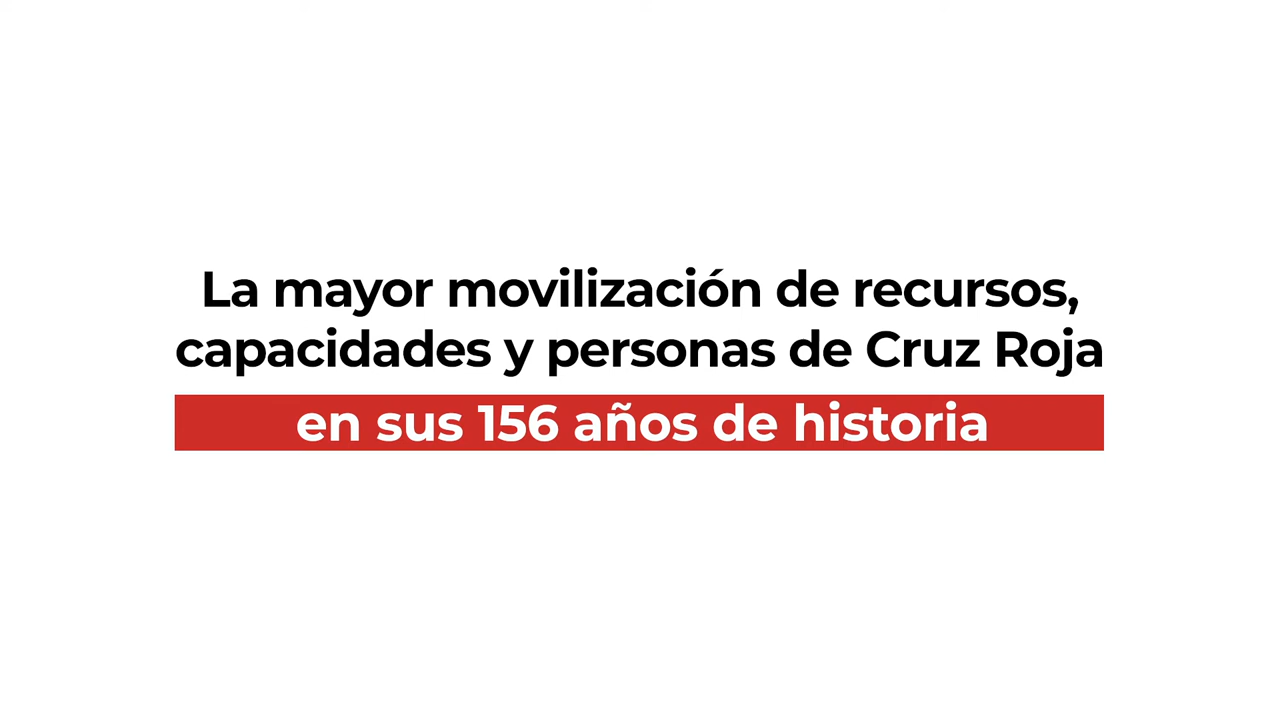 La mayor movilización de recursos,
capacidades y personas de Cruz Roja
en sus 156 años de historia